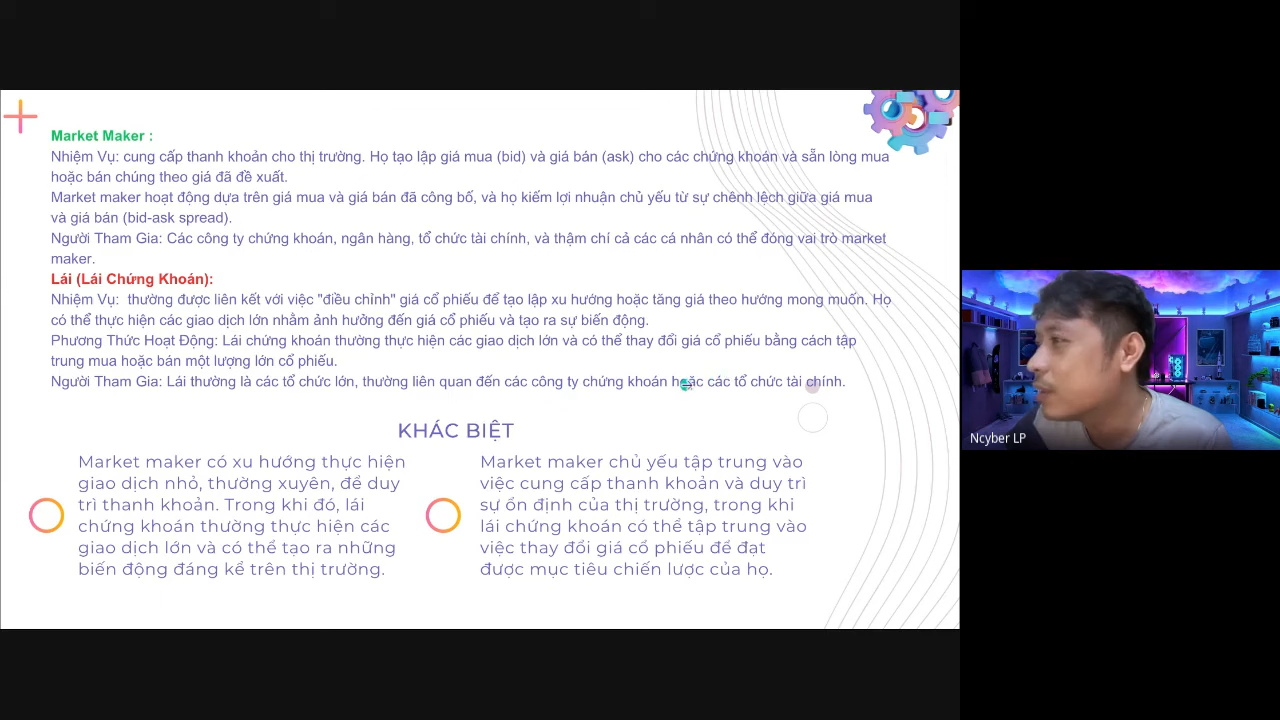 Market Maker :
Nhiệm Vụ: cung cấp thanh khoản cho thị trường. Họ tạo lập giá mua (bid) và giá bán (ask) cho các chứng khoán và sẵn lòng mua
hoặc bán chúng theo giá đã đề xuất.
Market maker hoạt động dựa trên giá mua và giá bán đã công bố, và họ kiếm lợi nhuận chủ yếu từ sự chênh lệch giữa giá mua
và giá bán (bid-ask spread).
Người Tham Gia: Các công ty chứng khoán, ngân hàng, tổ chức tài chính, và thậm chí cả các cá nhân có thể đóng vai trò market
maker.
Lái (Lái Chứng Khoán):
Nhiệm Vụ:  thường được liên kết với việc "điều chỉnh" giá cổ phiếu để tạo lập xu hướng hoặc tăng giá theo hướng mong muốn. Họ
có thể thực hiện các giao dịch lớn nhằm ảnh hưởng đến giá cổ phiếu và tạo ra sự biến động.
Phương Thức Hoạt Động: Lái chứng khoán thường thực hiện các giao dịch lớn và có thể thay đổi giá cổ phiếu bằng cách tập
trung mua hoặc bán một lượng lớn cổ phiếu.
Người Tham Gia: Lái thường là các tổ chức lớn, thường liên quan đến các công ty chứng khoán hoặc các tổ chức tài chính.
KHÁC BIỆT
Market maker có xu hướng thực hiện
giao dịch nhỏ, thường xuyên, để duy
trì thanh khoản. Trong khi đó, lái
chứng khoán thường thực hiện các
giao dịch lớn và có thể tạo ra những
biến động đáng kể trên thị trường.
Market maker chủ yếu tập trung vào
việc cung cấp thanh khoản và duy trì
sự ổn định của thị trường, trong khi
lái chứng khoán có thể tập trung vào
việc thay đổi giá cổ phiếu để đạt
được mục tiêu chiến lược của họ.
Ncyber LP